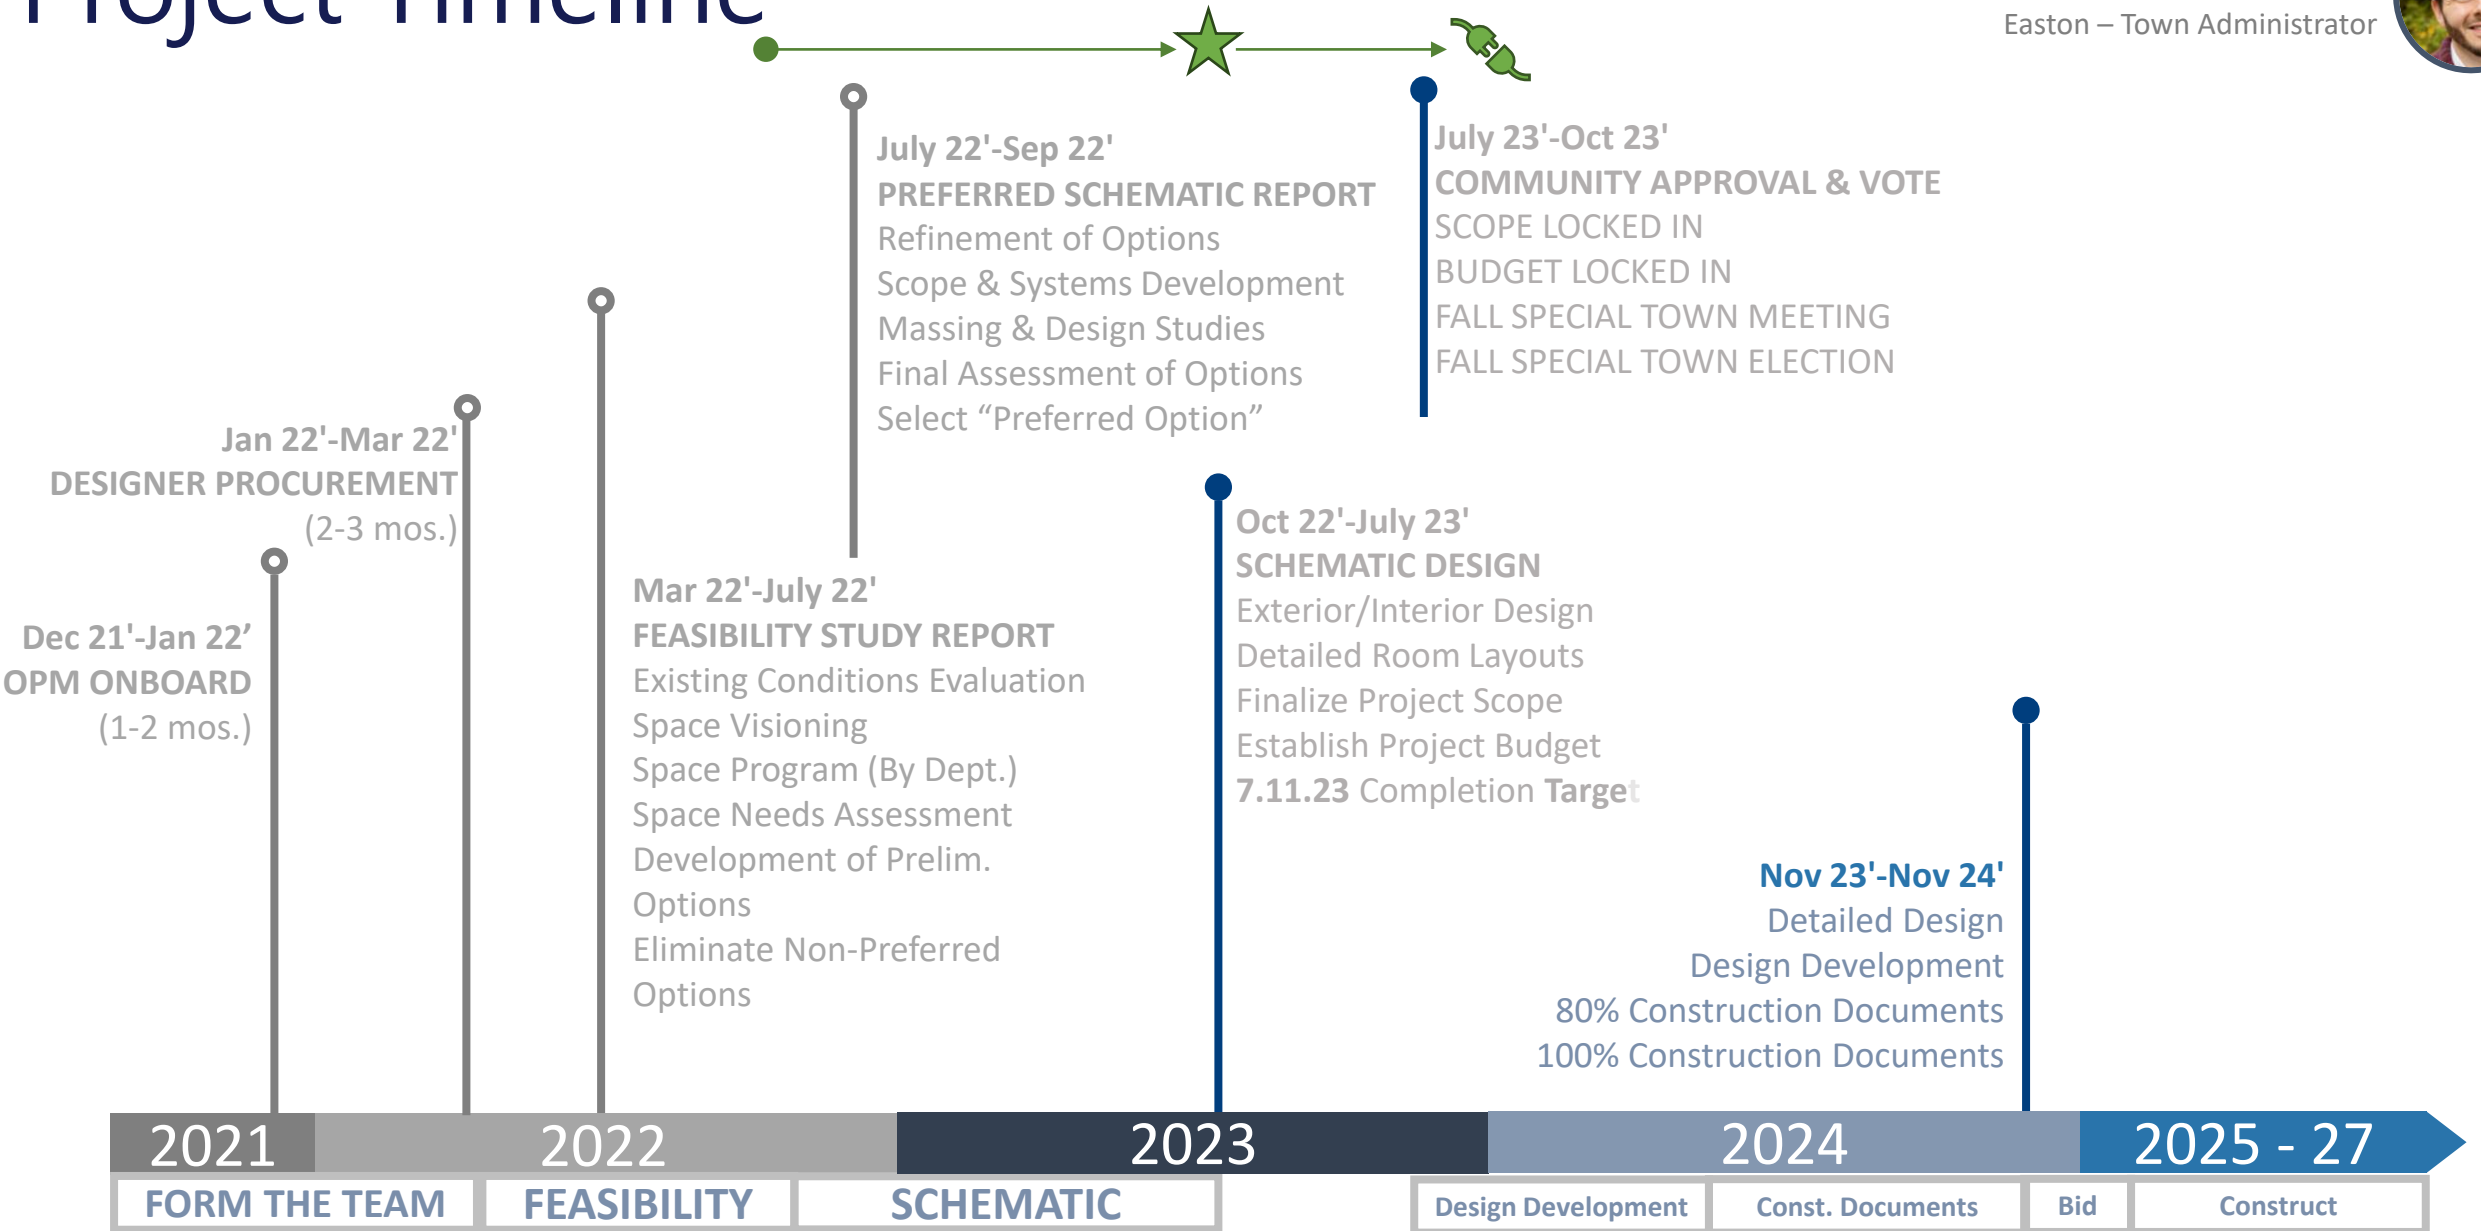 Project Timeline
Easton – Town Administrator
July 22'-Sep 22'
PREFERRED SCHEMATIC REPORT
Refinement of Options
Scope & Systems Development
Massing & Design Studies
Final Assessment of Options
Select “Preferred Option”
July 23'-Oct 23'
COMMUNITY APPROVAL & VOTE
SCOPE LOCKED IN
BUDGET LOCKED IN
FALL SPECIAL TOWN MEETING
FALL SPECIAL TOWN ELECTION
Jan 22'-Mar 22'
DESIGNER PROCUREMENT
(2-3 mos.)
Dec 21'-Jan 22’
OPM ONBOARD
(1-2 mos.)
Mar 22'-July 22'
FEASIBILITY STUDY REPORT
Existing Conditions Evaluation
Space Visioning
Space Program (By Dept.)
Space Needs Assessment
Development of Prelim.
Options
Eliminate Non-Preferred
Options
Oct 22'-July 23'
SCHEMATIC DESIGN
Exterior/Interior Design
Detailed Room Layouts
Finalize Project Scope
Establish Project Budget
7.11.23 Completion Target
Nov 23'-Nov 24'
Detailed Design
Design Development
80% Construction Documents
100% Construction Documents
2021 2022 2023 2024 2025 - 27
FORM THE TEAM FEASIBILITY SCHEMATIC Design Development Const. Documents Bid Construct